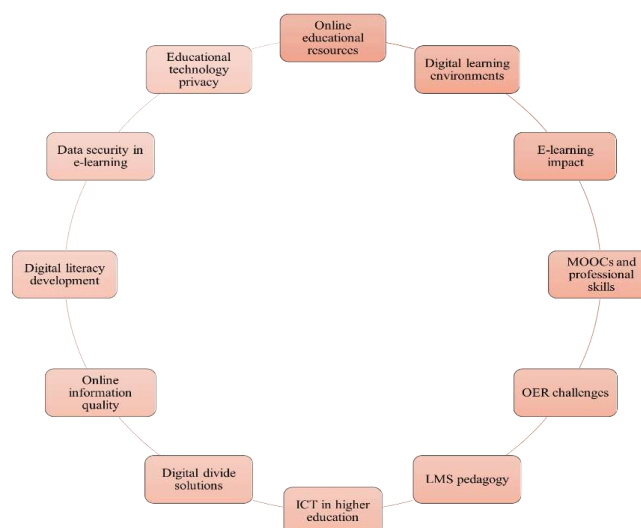 Online
educational
resources
Digital learning
environments
E-learning
impact
MOOCs and
professional
skills
OER challenges
LMS pedagogy
ICT in higher
education
Digital divide
solutions
Online
information
quality
Digital literacy
development
Data security in
e-learning
Educational
technology
privacy